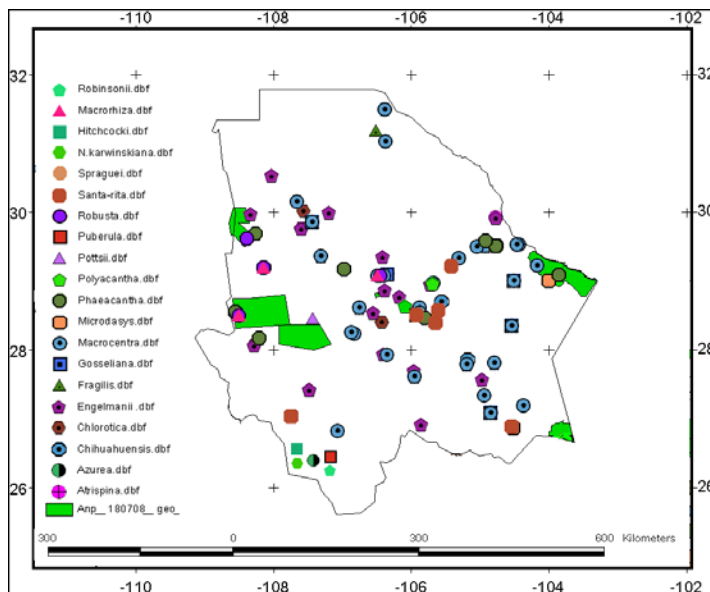 -110 -108 -106 -104 -102
32 32
Robinsonii.dbf
Macrorhiza.dbf
Hitchcocki.dbf
N.karwinskiana.dbf
Spraguei.dbf
Santa-rita.dbf
30 30
Robusta.dbf
Puberula.dbf
Pottsii.dbf
Polyacantha.dbf
Phaeacantha.dbf
Microdasys.dbf
Macrocentra.dbf
28 28
Gosseliana.dbf
Fragilis.dbf
Engelmanii .dbf
Chlorotica.dbf
Chihuahuensis.dbf
Azurea.dbf
26 26
Atrispina.dbf
Anp__180708__geo_
300 0 300 600 Kilometers
-110 -108 -106 -104 -102